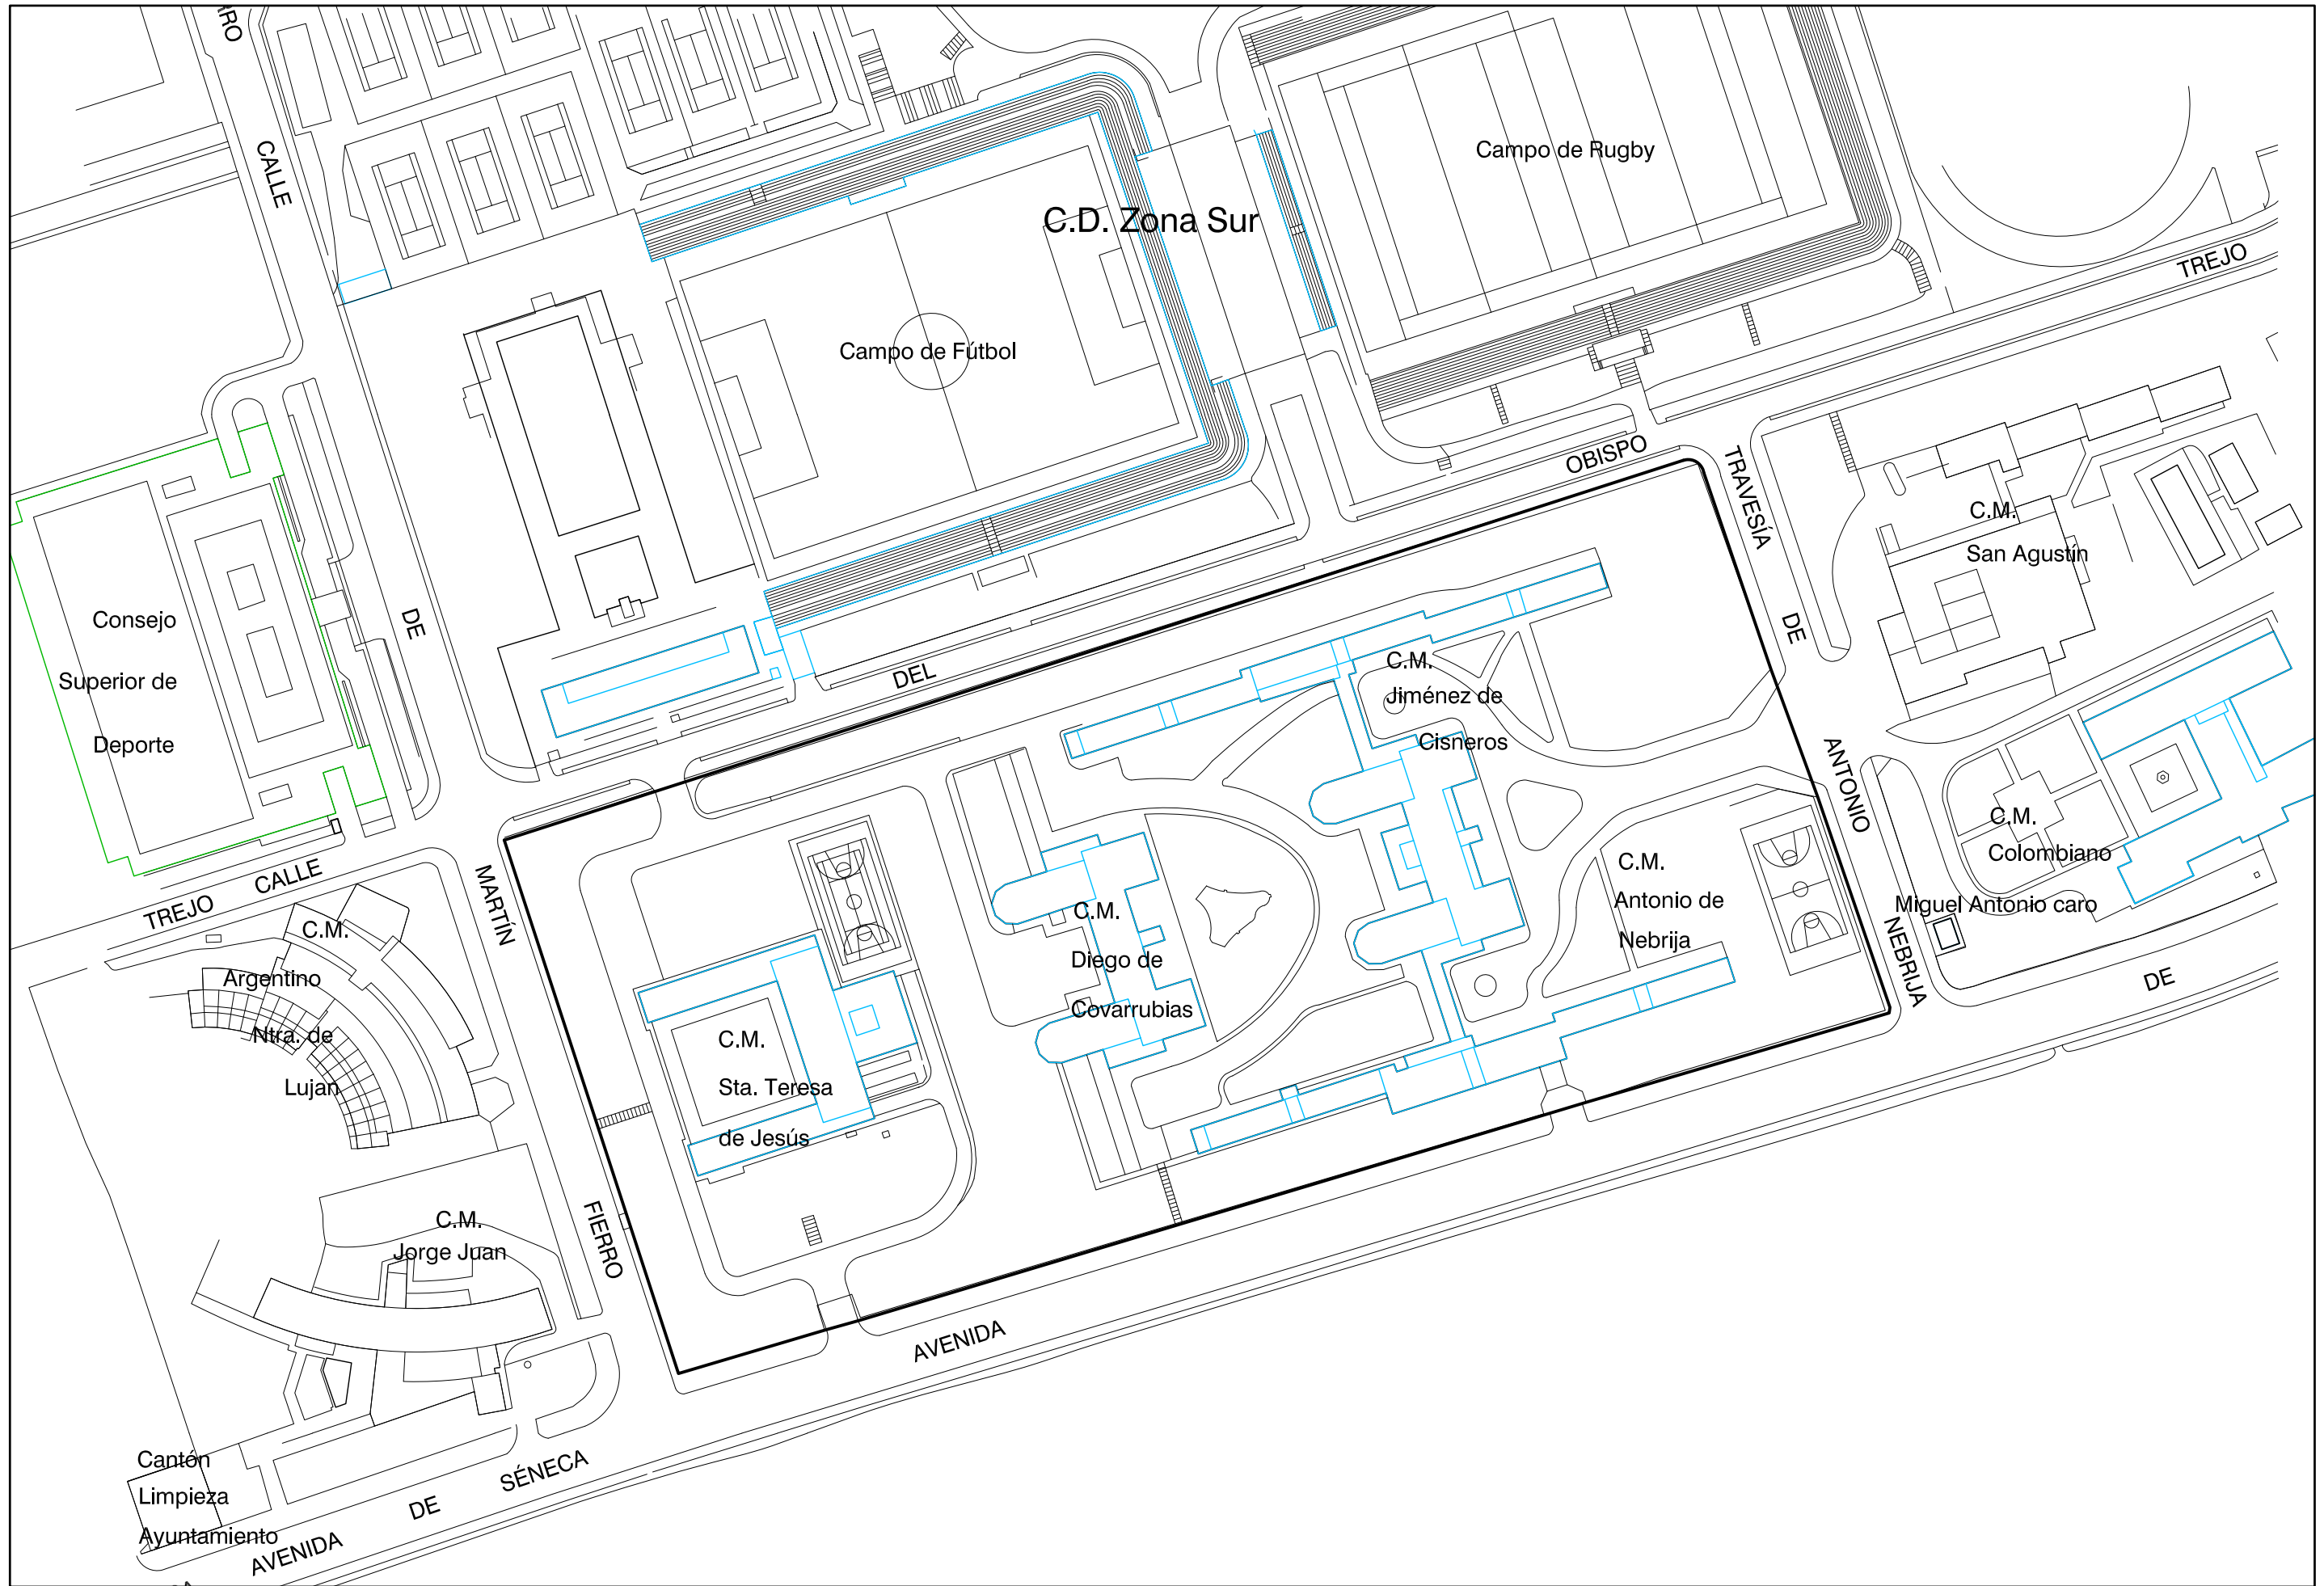 CALLE
Campo de Rugby
C.D. Zona Sur
TREJO
Campo de Fútbol
OBISPO
TRAVESÍA
C.M.
San Agustín
Consejo
Superior de
Deporte
DE
DEL
DE
C.M.
Jiménez de
Cisneros
ANTONIO
C.M.
Colombiano
Miguel Antonio caro
C.M.
Antonio de
Nebrija
NEBRIJA
DE
TREJO
CALLE
MARTÍN
C.M.
Argentino
Ntra. de
Lujan
C.M.
Diego de
Covarrubias
C.M.
Sta. Teresa
de Jesús
C.M.
Jorge Juan
FIERRO
AVENIDA
Cantón
Limpieza
Ayuntamiento
AVENIDA
DE
SÉNECA